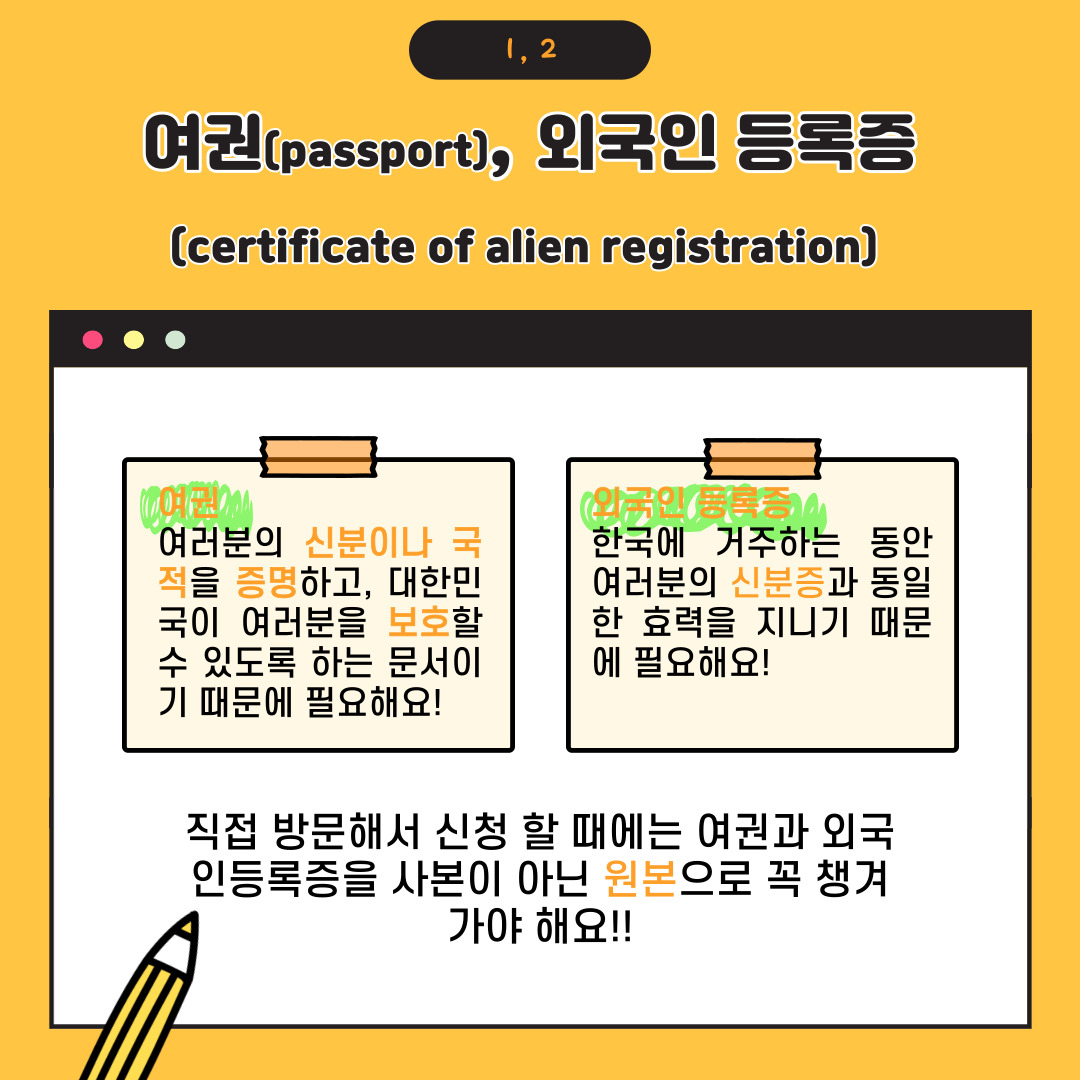 1, 2
여권(passport), 외국인 등록증
(certificate of alien registration)
여권
여러분의 신분이나 국
적을 증명하고, 대한민
국이 여러분을 보호할
수 있도록 하는 문서이
기 때문에 필요해요!
외국인 등록증
한국에 거주하는 동안
여러분의 신분증과 동일
한 효력을 지니기 때문
에 필요해요!
직접 방문해서 신청 할 때에는 여권과 외국
인등록증을 사본이 아닌 원본으로 꼭 챙겨
가야 해요!!